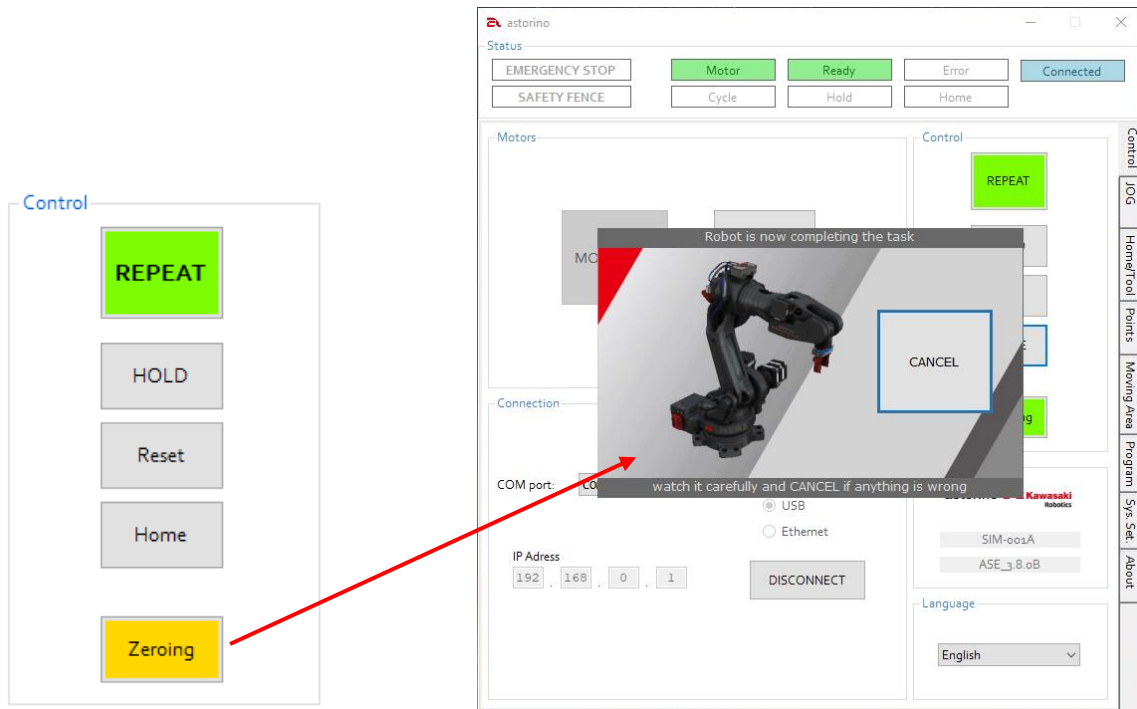 Control
REPEAT
HOLD
Reset
Home
Zeroing
astorino
Status
EMERGENCY STOP
Motor
Ready
Error
Connected
SAFETY FENCE
Cycle
Hold
Home
Motors
Control
REPEAT
MO
Robot is now completing the task
CANCEL
watch it carefully and CANCEL if anything is wrong
Connection
COM port:
USB
Ethernet
IP Adress
192 . 168 . 0 . 1
DISCONNECT
Kawasaki
Robotics
SIM-001A
ASE_3.8.0B
Language
English
Control
JOG
Home/Tool
Points
Moving Area
Program
Sys. Set.
About